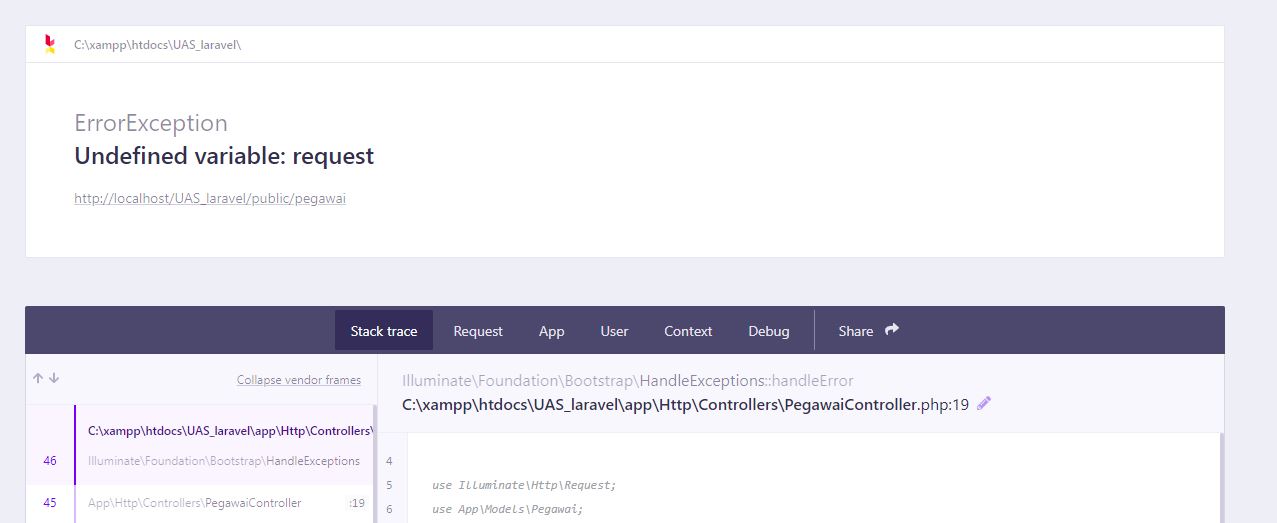 C:\xampp\htdocs\UAS_laravel\
ErrorException
Undefined variable: request
http://localhost/UAS_laravel/public/pegawai
Stack trace Request App User Context Debug Share
Collapse vendor frames
C:\xampp\htdocs\UAS_laravel\app\Http\Controllers\
46 Illuminate\Foundation\Bootstrap\HandleExceptions
45 App\Http\Controllers\PegawaiController :19
Illuminate\Foundation\Bootstrap\HandleExceptions::handleError
C:\xampp\htdocs\UAS_laravel\app\Http\Controllers\PegawaiController.php:19
4
5 use Illuminate\Http\Request;
6 use App\Models\Pegawai;